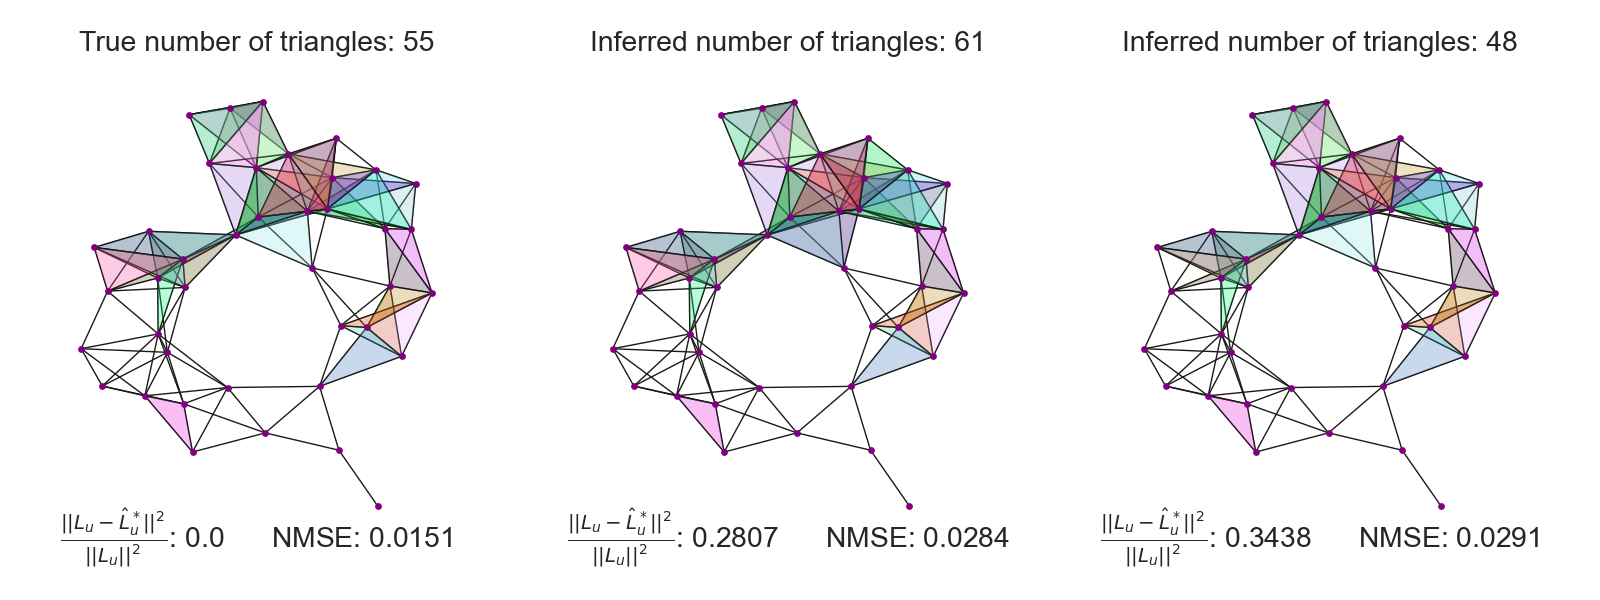 True number of triangles: 55
Inferred number of triangles: 61
Inferred number of triangles: 48
$\frac{||L_u - \hat{L}_u^*||^2}{||L_u||^2}$: 0.0 NMSE: 0.0151
$\frac{||L_u - \hat{L}_u^*||^2}{||L_u||^2}$: 0.2807 NMSE: 0.0284
$\frac{||L_u - \hat{L}_u^*||^2}{||L_u||^2}$: 0.3438 NMSE: 0.0291